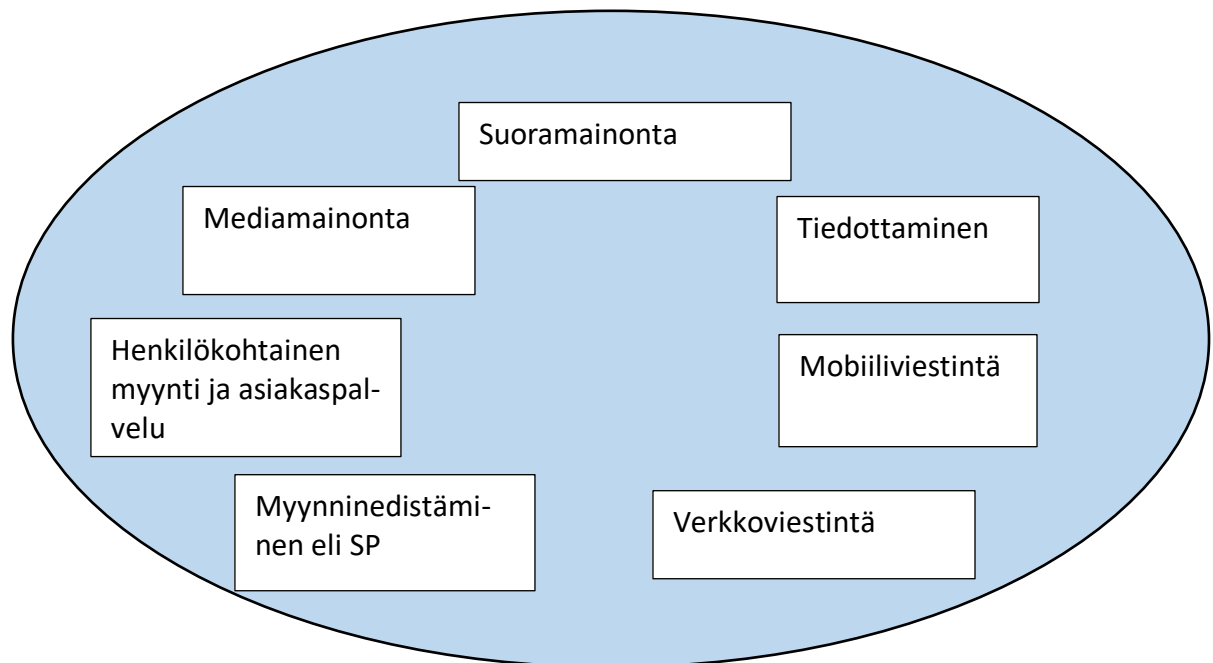 Suoramainonta
Mediamainonta
Tiedottaminen
Henkilökohtainen
myynti ja asiakaspal-
velu
Mobiiliviestintä
Myynninedistämi-
nen eli SP
Verkkoviestintä